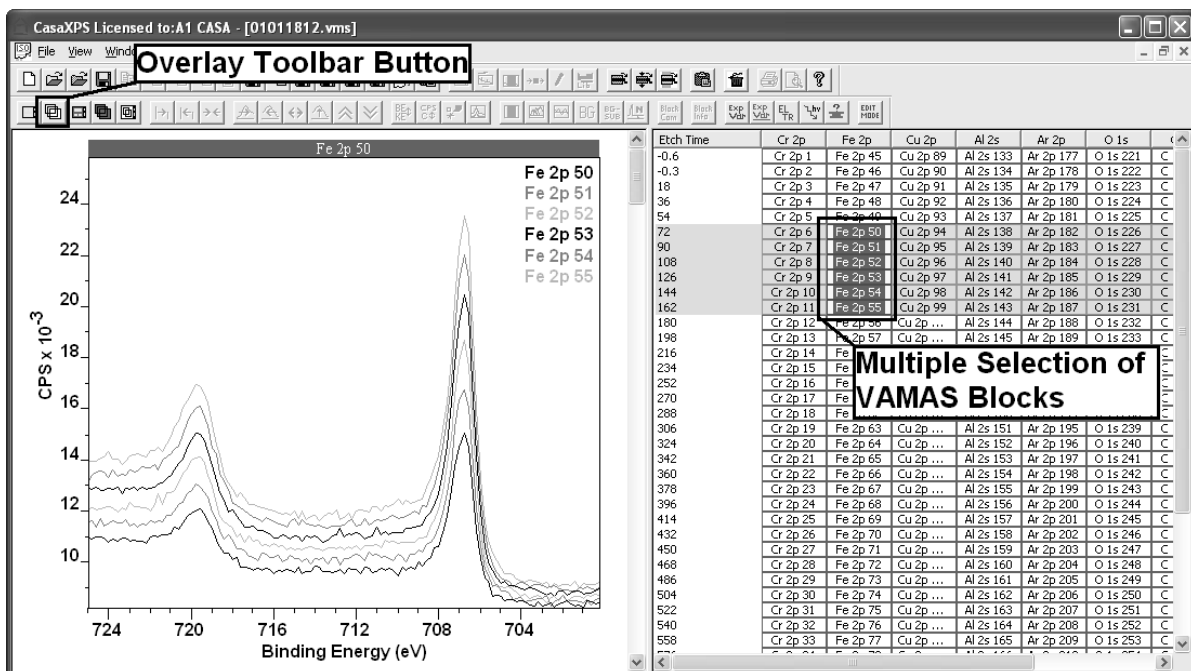 CasaXPS Licensed to:A1 CASA - [01011812.vms]
File View
Overlay Toolbar Button
BE KE CPS BG BG-SUB Block Com Block Info Exp Var Exp Var EL TR hv EDIT MODE
Fe 2p 50
Fe 2p 50
Fe 2p 51
Fe 2p 52
Fe 2p 53
Fe 2p 54
Fe 2p 55
24
22
20
18
16
14
12
10
CPS x 10⁻³
724 720 716 712 708 704
Binding Energy (eV)
Etch Time Cr 2p Fe 2p Cu 2p Al 2s Ar 2p O 1s
-0.6 Cr 2p 1 Fe 2p 45 Cu 2p 89 Al 2s 133 Ar 2p 177 O 1s 221 C
-0.3 Cr 2p 2 Fe 2p 46 Cu 2p 90 Al 2s 134 Ar 2p 178 O 1s 222 C
18 Cr 2p 3 Fe 2p 47 Cu 2p 91 Al 2s 135 Ar 2p 179 O 1s 223 C
36 Cr 2p 4 Fe 2p 48 Cu 2p 92 Al 2s 136 Ar 2p 180 O 1s 224 C
54 Cr 2p 5 Fe 2p 49 Cu 2p 93 Al 2s 137 Ar 2p 181 O 1s 225 C
72 Cr 2p 6 Fe 2p 50 Cu 2p 94 Al 2s 138 Ar 2p 182 O 1s 226 C
90 Cr 2p 7 Fe 2p 51 Cu 2p 95 Al 2s 139 Ar 2p 183 O 1s 227 C
108 Cr 2p 8 Fe 2p 52 Cu 2p 96 Al 2s 140 Ar 2p 184 O 1s 228 C
126 Cr 2p 9 Fe 2p 53 Cu 2p 97 Al 2s 141 Ar 2p 185 O 1s 229 C
144 Cr 2p 10 Fe 2p 54 Cu 2p 98 Al 2s 142 Ar 2p 186 O 1s 230 C
162 Cr 2p 11 Fe 2p 55 Cu 2p 99 Al 2s 143 Ar 2p 187 O 1s 231 C
180 Cr 2p 12 Fe 2p 56 Cu 2p ... Al 2s 144 Ar 2p 188 O 1s 232 C
198 Cr 2p 13 Fe 2p 57 Cu 2p ... Al 2s 145 Ar 2p 189 O 1s 233 C
216 Cr 2p 14 Fe
234 Cr 2p 15 Fe
252 Cr 2p 16 Fe
270 Cr 2p 17 Fe
288 Cr 2p 18 Fe
Multiple Selection of
VAMAS Blocks
306 Cr 2p 19 Fe 2p 63 Cu 2p ... Al 2s 151 Ar 2p 195 O 1s 239 C
324 Cr 2p 20 Fe 2p 64 Cu 2p ... Al 2s 152 Ar 2p 196 O 1s 240 C
342 Cr 2p 21 Fe 2p 65 Cu 2p ... Al 2s 153 Ar 2p 197 O 1s 241 C
360 Cr 2p 22 Fe 2p 66 Cu 2p ... Al 2s 154 Ar 2p 198 O 1s 242 C
378 Cr 2p 23 Fe 2p 67 Cu 2p ... Al 2s 155 Ar 2p 199 O 1s 243 C
396 Cr 2p 24 Fe 2p 68 Cu 2p ... Al 2s 156 Ar 2p 200 O 1s 244 C
414 Cr 2p 25 Fe 2p 69 Cu 2p ... Al 2s 157 Ar 2p 201 O 1s 245 C
432 Cr 2p 26 Fe 2p 70 Cu 2p ... Al 2s 158 Ar 2p 202 O 1s 246 C
450 Cr 2p 27 Fe 2p 71 Cu 2p ... Al 2s 159 Ar 2p 203 O 1s 247 C
468 Cr 2p 28 Fe 2p 72 Cu 2p ... Al 2s 160 Ar 2p 204 O 1s 248 C
486 Cr 2p 29 Fe 2p 73 Cu 2p ... Al 2s 161 Ar 2p 205 O 1s 249 C
504 Cr 2p 30 Fe 2p 74 Cu 2p ... Al 2s 162 Ar 2p 206 O 1s 250 C
522 Cr 2p 31 Fe 2p 75 Cu 2p ... Al 2s 163 Ar 2p 207 O 1s 251 C
540 Cr 2p 32 Fe 2p 76 Cu 2p ... Al 2s 164 Ar 2p 208 O 1s 252 C
558 Cr 2p 33 Fe 2p 77 Cu 2p ... Al 2s 165 Ar 2p 209 O 1s 253 C